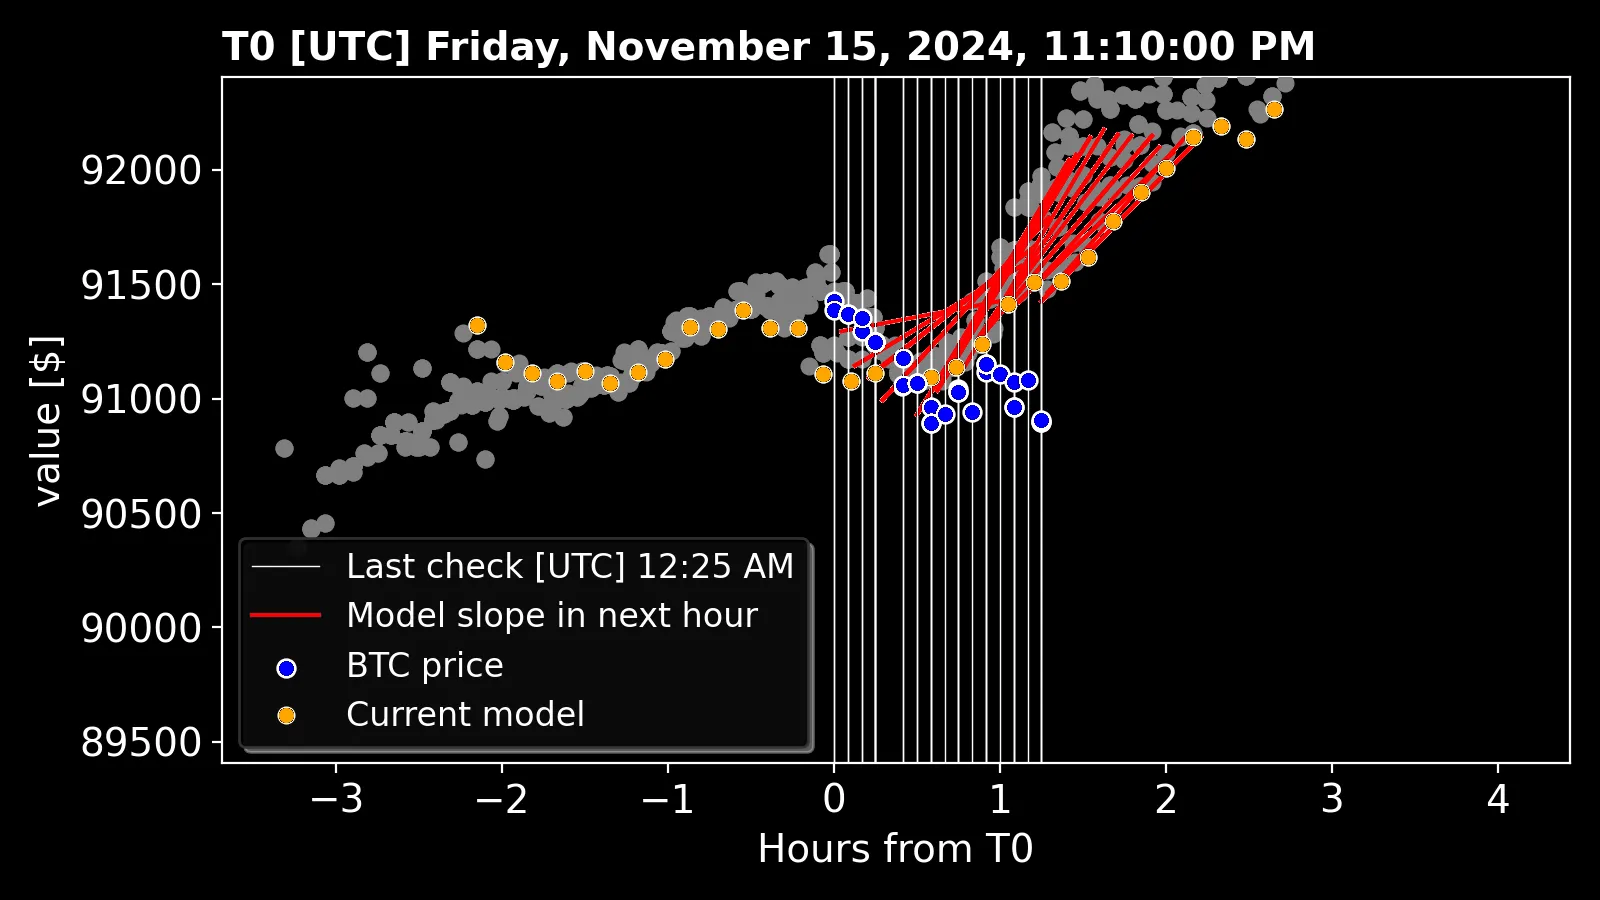 T0 [UTC] Friday, November 15, 2024, 11:10:00 PM
value [$]
92000
91500
91000
90500
90000
89500
Last check [UTC] 12:25 AM
Model slope in next hour
BTC price
Current model
−3 −2 −1 0 1 2 3 4
Hours from T0